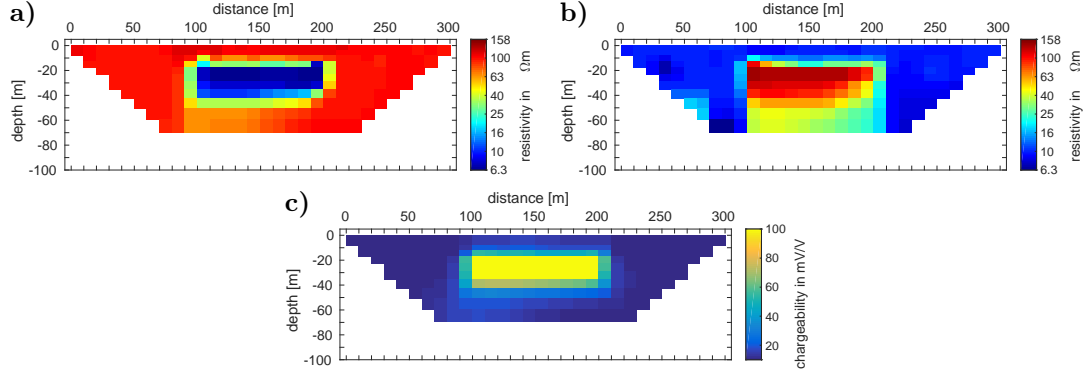 a)
distance [m]
0 50 100 150 200 250 300
depth [m]
0
-20
-40
-60
-80
-100
158
100
63
40
25
16
10
6.3
resistivity in Ωm
b)
distance [m]
0 50 100 150 200 250 300
depth [m]
0
-20
-40
-60
-80
-100
158
100
63
40
25
16
10
6.3
resistivity in Ωm
c)
distance [m]
0 50 100 150 200 250 300
depth [m]
0
-20
-40
-60
-80
-100
100
80
60
40
20
chargeability in mV/V